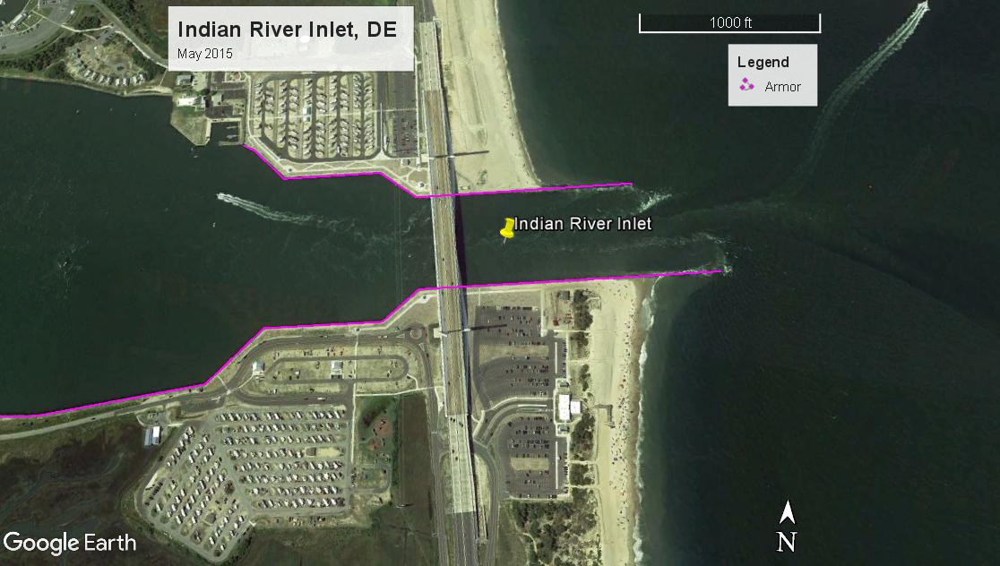 Indian River Inlet, DE
May 2015
1000 ft
Legend
Armor
Indian River Inlet
N
Google Earth